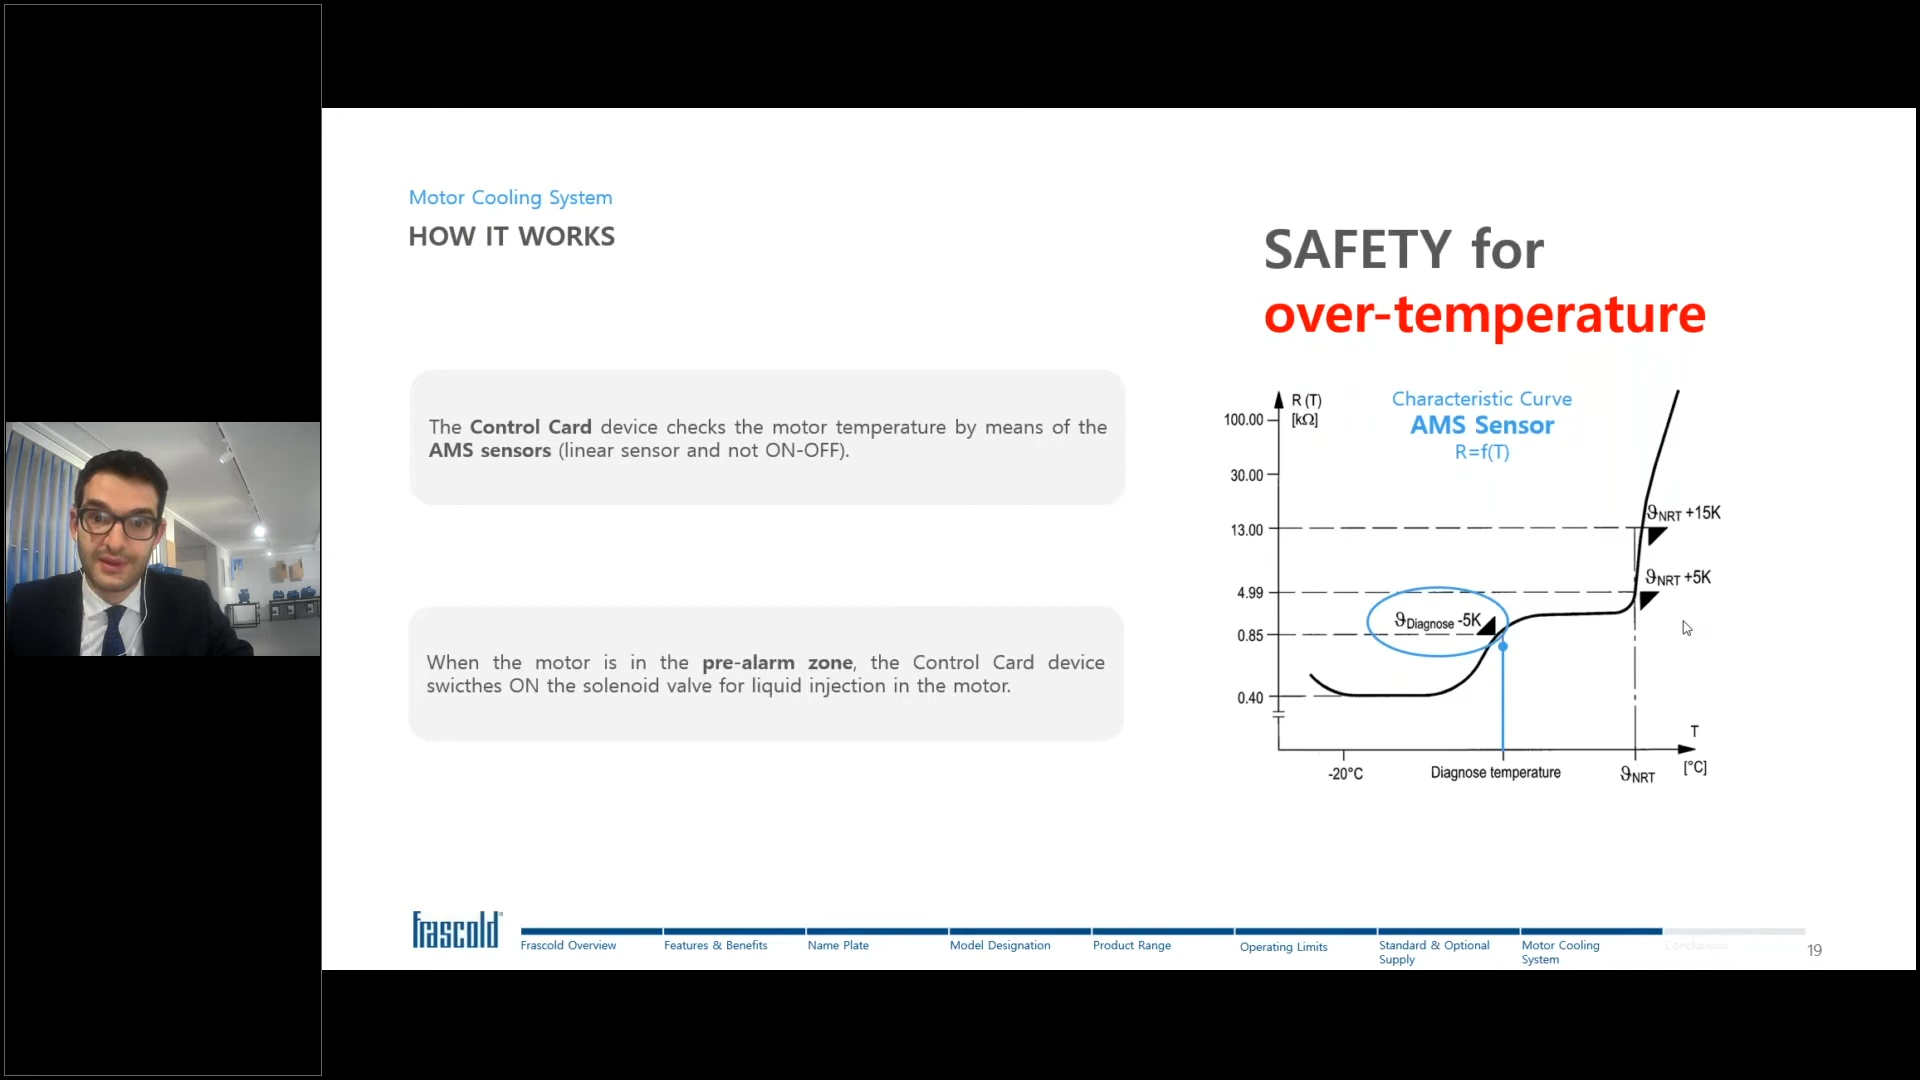 Motor Cooling System
HOW IT WORKS
SAFETY for
over-temperature
The Control Card device checks the motor temperature by means of the
AMS sensors (linear sensor and not ON-OFF).
When the motor is in the pre-alarm zone, the Control Card device
swicthes ON the solenoid valve for liquid injection in the motor.
Characteristic Curve
AMS Sensor
R=f(T)
R (T)
[kΩ]
100.00
30.00
13.00
4.99
0.85
0.40
ϑNRT +15K
ϑNRT +5K
ϑDiagnose -5K
T
[°C]
-20°C
Diagnose temperature
ϑNRT
frascold
Frascold Overview
Features & Benefits
Name Plate
Model Designation
Product Range
Operating Limits
Standard & Optional
Supply
Motor Cooling
System
Conclusions
19